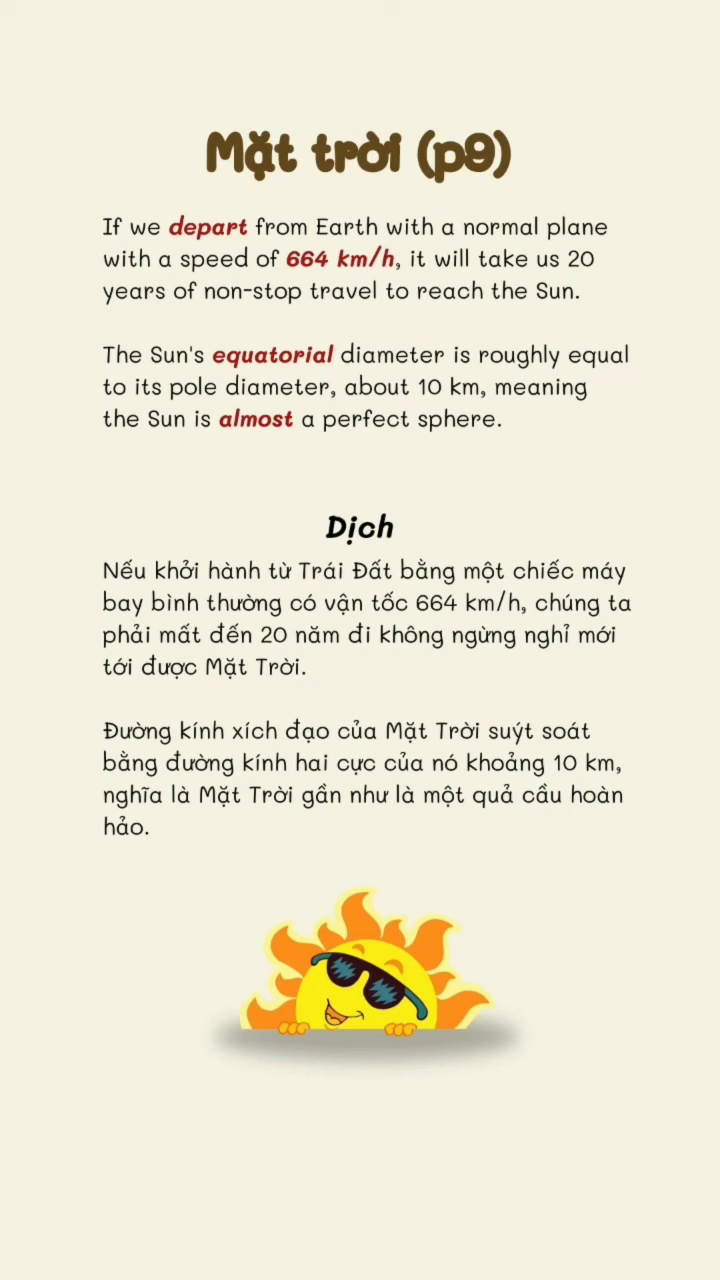 Mặt trời (p9)
If we depart from Earth with a normal plane
with a speed of 664 km/h, it will take us 20
years of non-stop travel to reach the Sun.
The Sun's equatorial diameter is roughly equal
to its pole diameter, about 10 km, meaning
the Sun is almost a perfect sphere.
Dịch
Nếu khởi hành từ Trái Đất bằng một chiếc máy
bay bình thường có vận tốc 664 km/h, chúng ta
phải mất đến 20 năm đi không ngừng nghỉ mới
tới được Mặt Trời.
Đường kính xích đạo của Mặt Trời suýt soát
bằng đường kính hai cực của nó khoảng 10 km,
nghĩa là Mặt Trời gần như là một quả cầu hoàn
hảo.